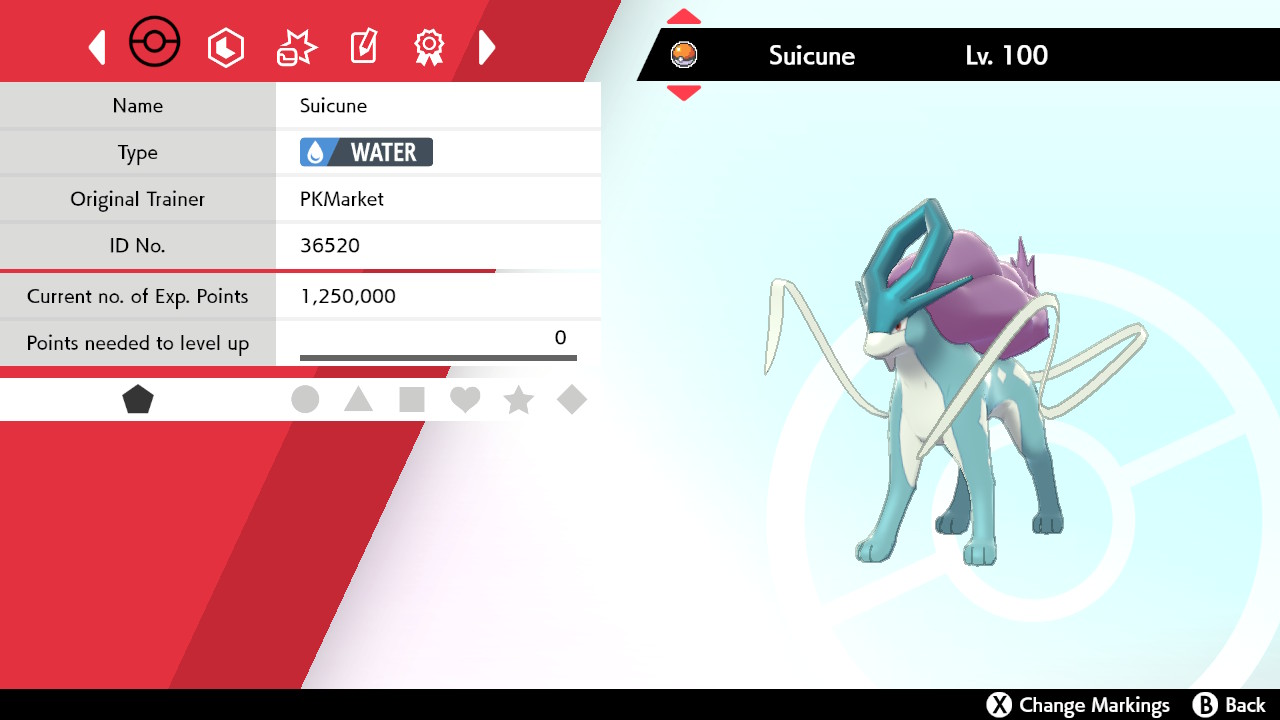 Suicune Lv. 100
Name Suicune
Type WATER
Original Trainer PKMarket
ID No. 36520
Current no. of Exp. Points 1,250,000
Points needed to level up 0
X Change Markings B Back